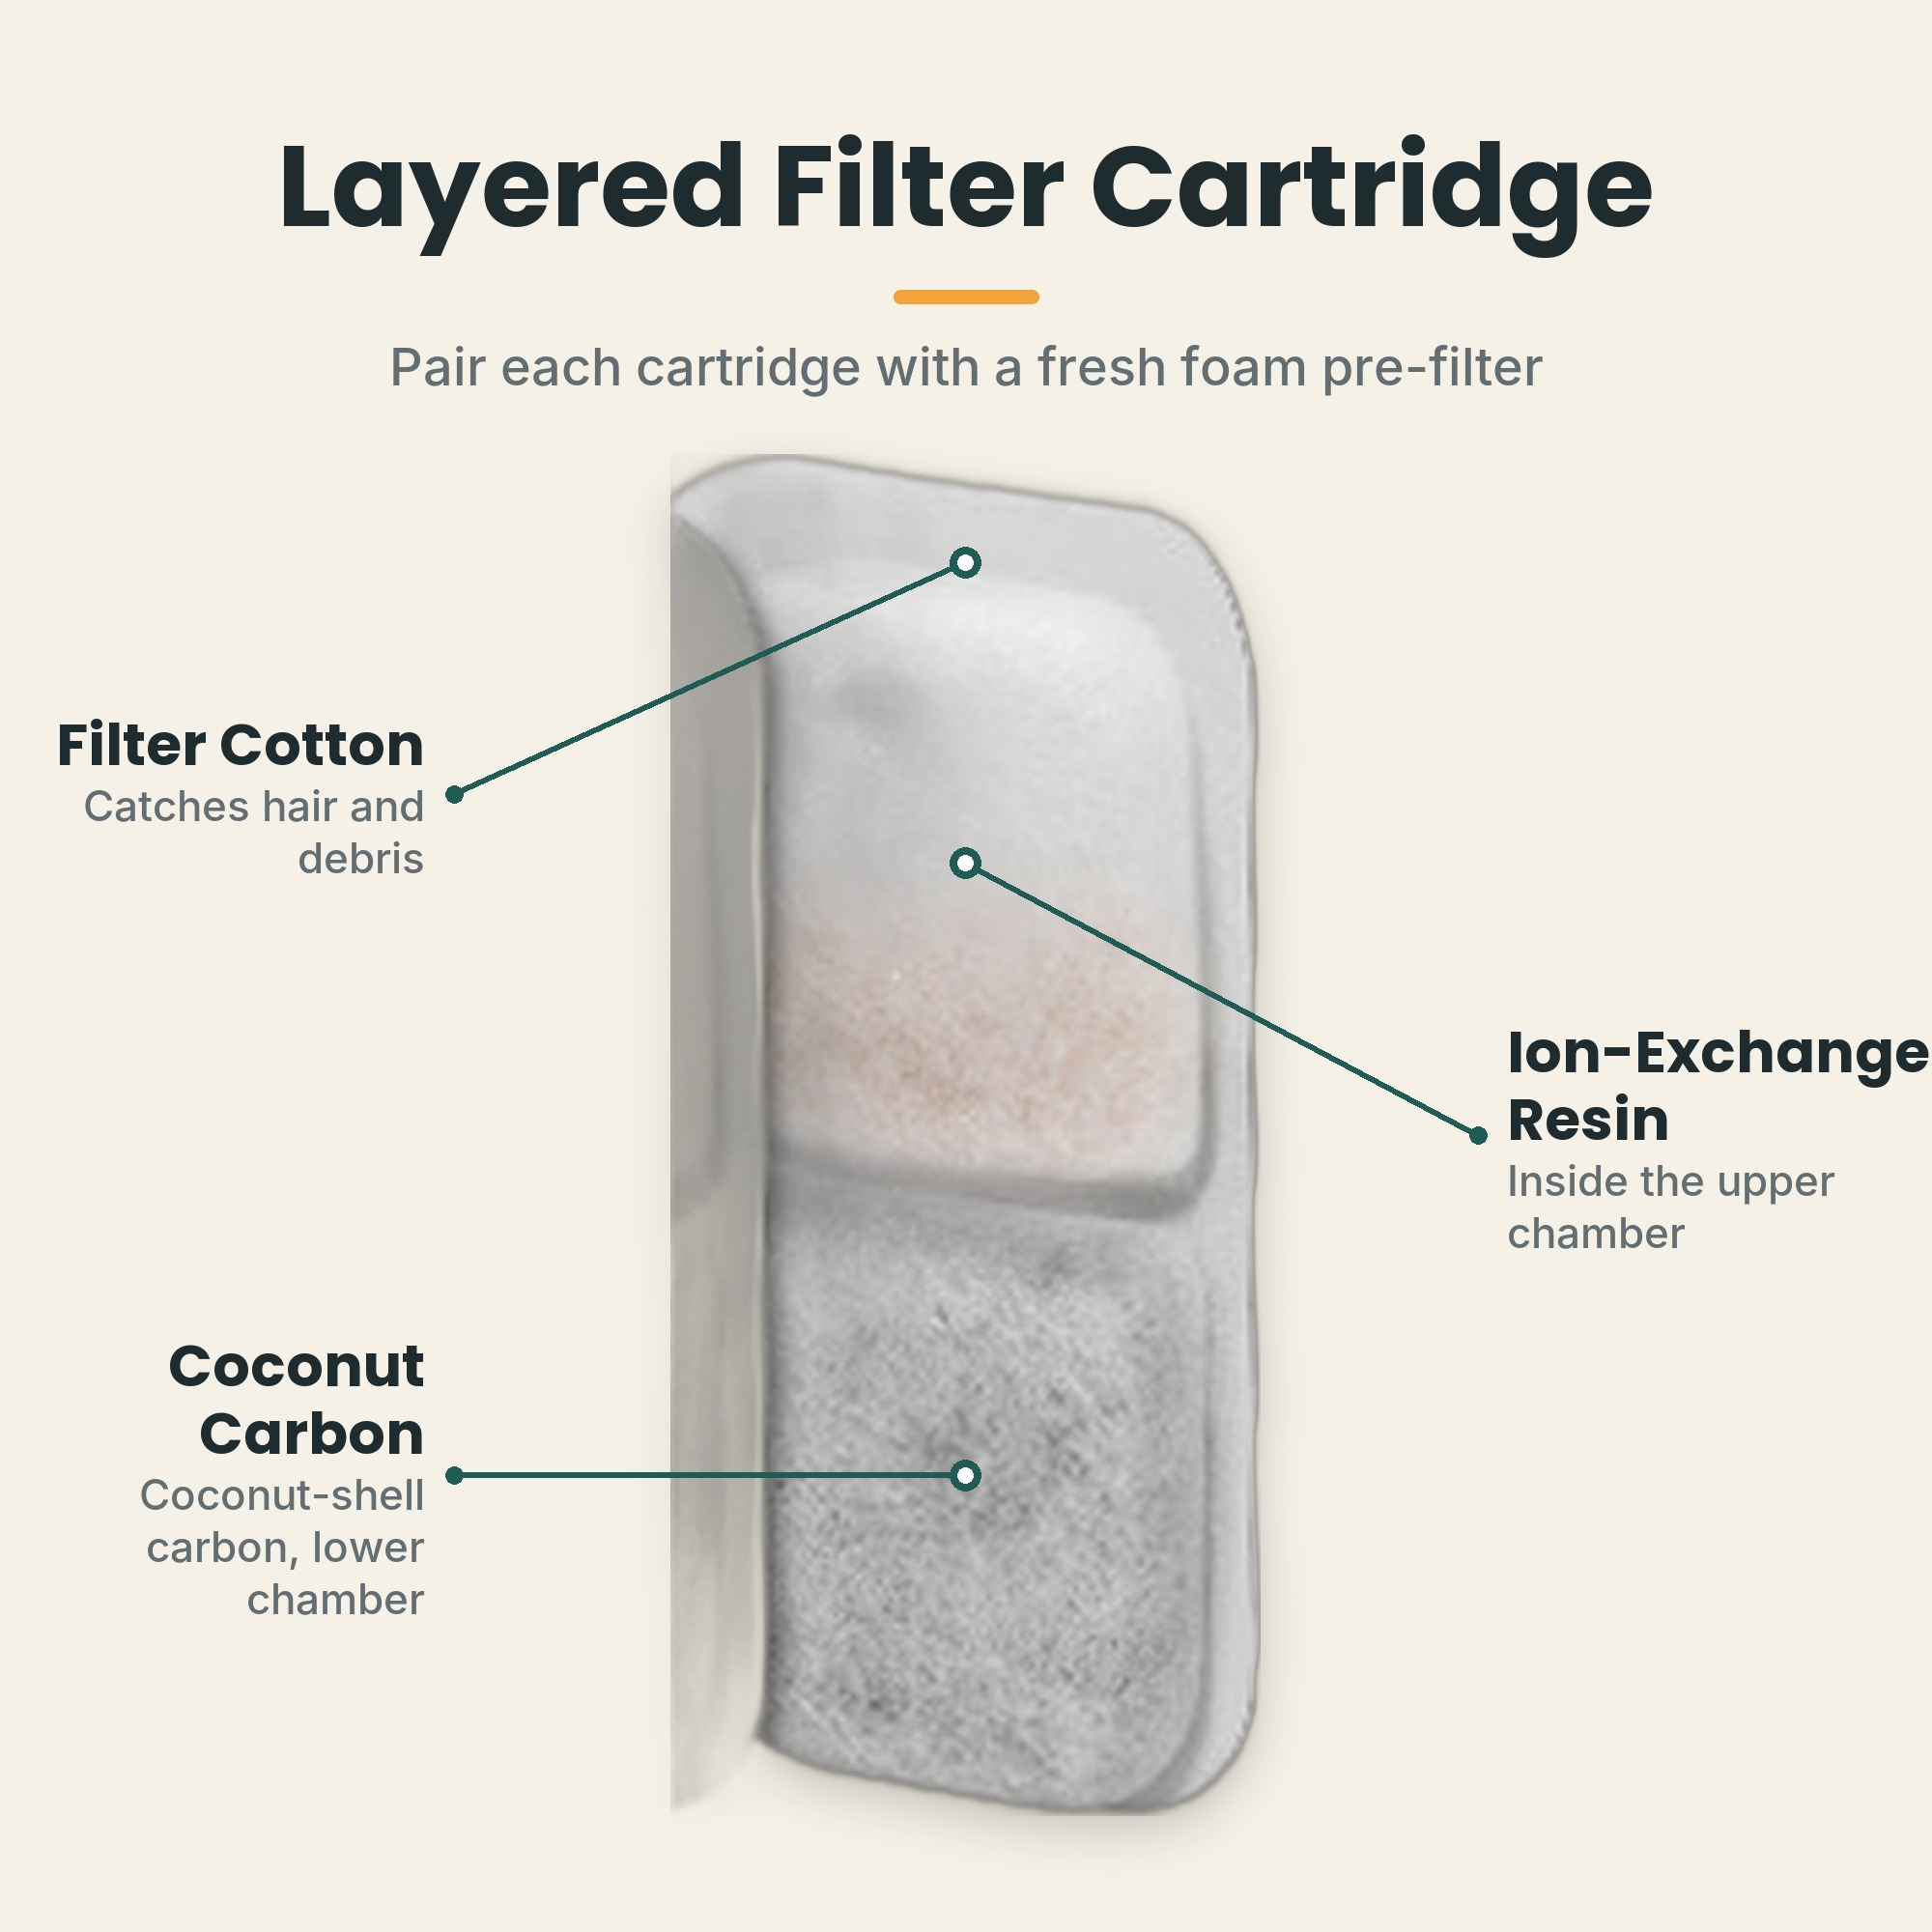 Layered Filter Cartridge
Pair each cartridge with a fresh foam pre-filter
Filter Cotton
Catches hair and
debris
Ion-Exchange
Resin
Inside the upper
chamber
Coconut
Carbon
Coconut-shell
carbon, lower
chamber